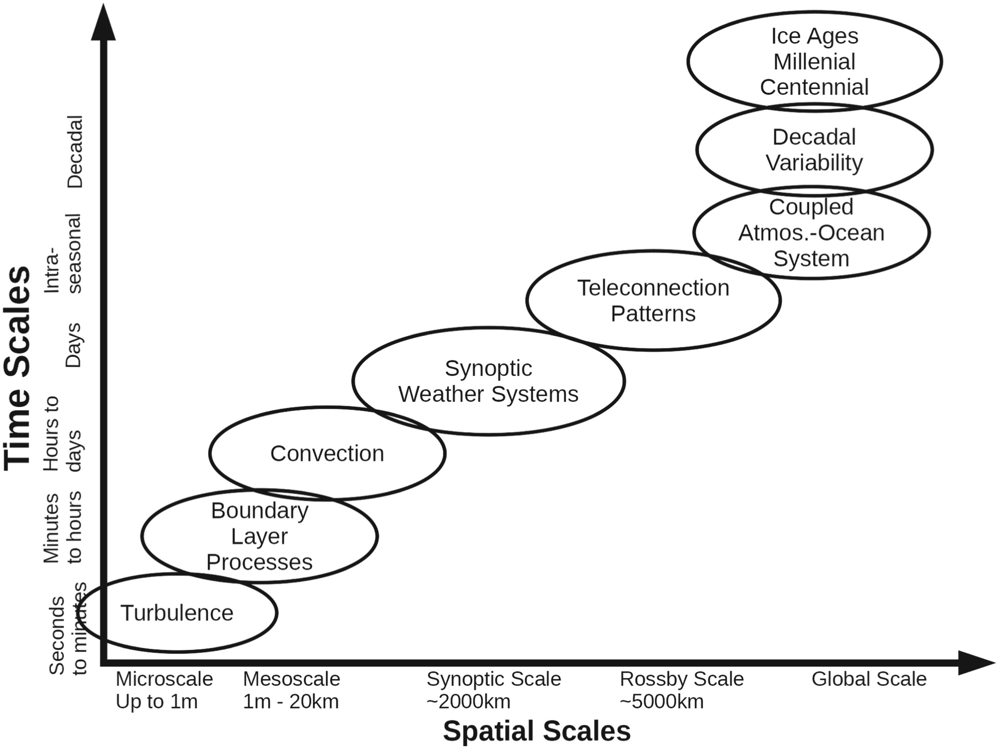 Ice Ages
Millenial
Centennial
Decadal
Variability
Coupled
Atmos.-Ocean
System
Teleconnection
Patterns
Synoptic
Weather Systems
Convection
Boundary
Layer
Processes
Turbulence
Time Scales
Decadal
Intra-
seasonal
Days
Hours to
days
Minutes
to hours
Seconds
to minutes
Microscale
Up to 1m
Mesoscale
1m - 20km
Synoptic Scale
~2000km
Rossby Scale
~5000km
Global Scale
Spatial Scales